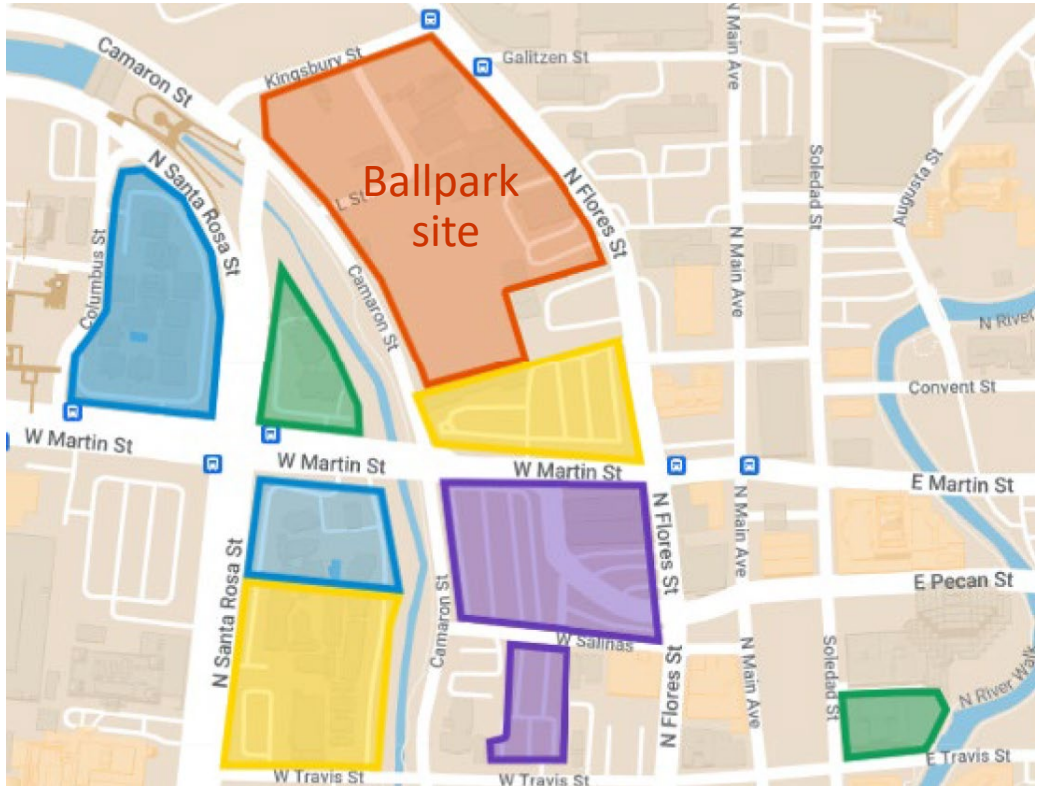 N Main Ave
Camaron St
Kingsbury St
Galitzen St
N Santa Rosa St
Soledad St
Augusta St
L St
Ballpark
site
N Flores St
Columbus St
N Main Ave
Camaron St
N River
Convent St
W Martin St
W Martin St
W Martin St
E Martin St
N Flores St
N Main Ave
N Santa Rosa St
Camaron St
E Pecan St
W Salinas
N Flores St
N Main Ave
Soledad St
N River Walk
E Travis St
W Travis St
W Travis St